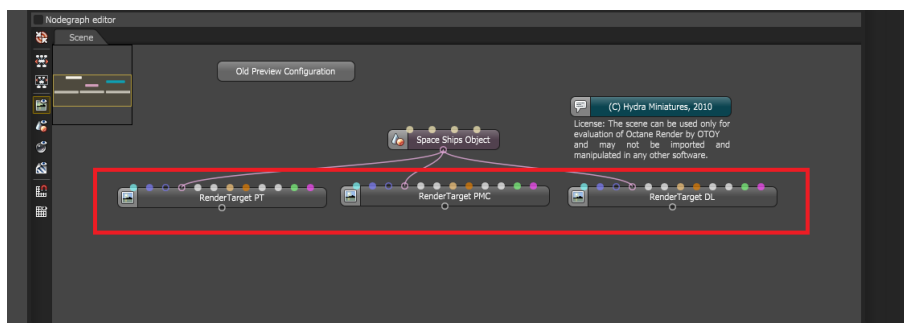 Nodegraph editor
Scene
Old Preview Configuration
(C) Hydra Miniatures, 2010
License: The scene can be used only for
evaluation of Octane Render by OTOY
and may not be imported and
manipulated in any other software.
Space Ships Object
RenderTarget PT
RenderTarget PMC
RenderTarget DL